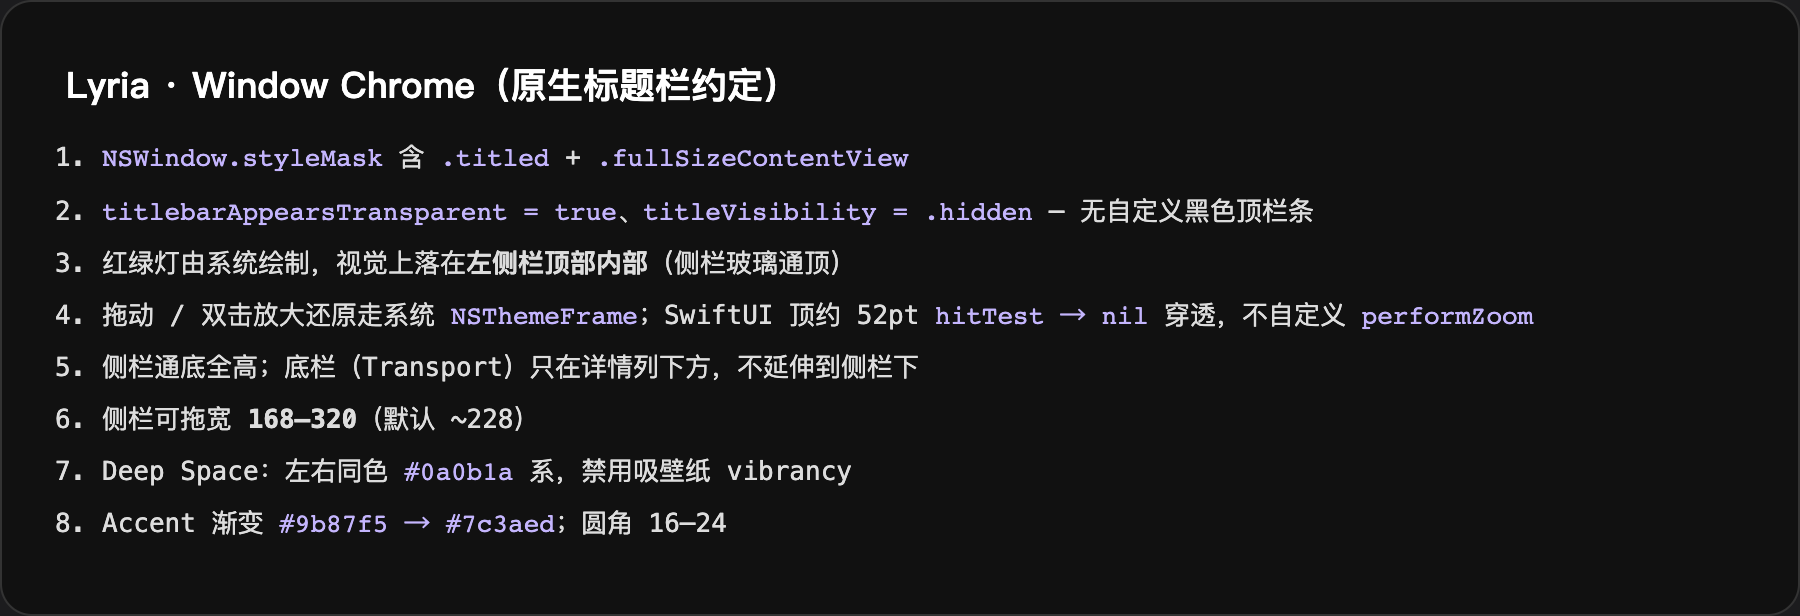 Lyria · Window Chrome（原生标题栏约定）
1. NSWindow.styleMask 含 .titled + .fullSizeContentView
2. titlebarAppearsTransparent = true、titleVisibility = .hidden — 无自定义黑色顶栏条
3. 红绿灯由系统绘制，视觉上落在左侧栏顶部内部（侧栏玻璃通顶）
4. 拖动 / 双击放大还原走系统 NSThemeFrame；SwiftUI 顶约 52pt hitTest → nil 穿透，不自定义 performZoom
5. 侧栏通底全高；底栏（Transport）只在详情列下方，不延伸到侧栏下
6. 侧栏可拖宽 168–320（默认 ~228）
7. Deep Space：左右同色 #0a0b1a 系，禁用吸壁纸 vibrancy
8. Accent 渐变 #9b87f5 → #7c3aed；圆角 16–24